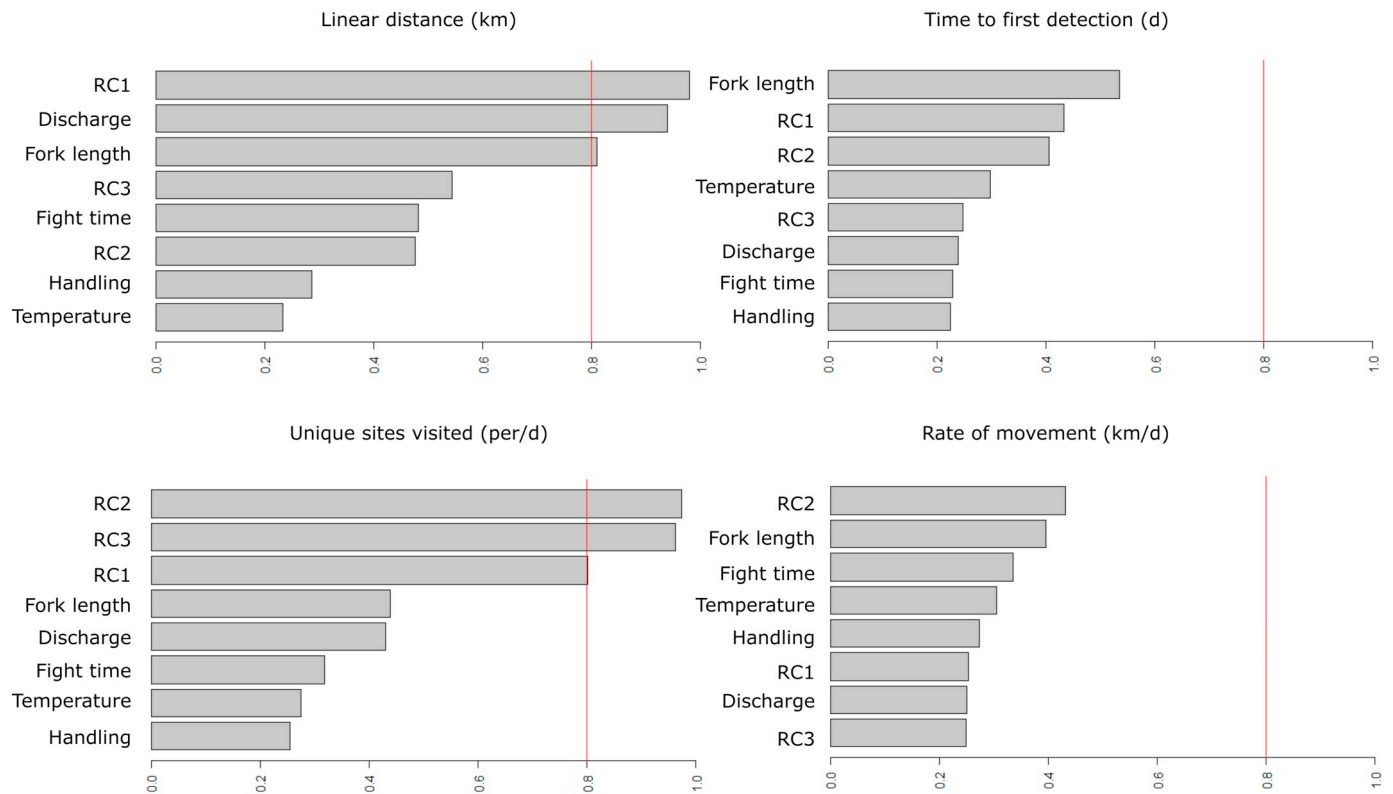 Linear distance (km)
RC1
Discharge
Fork length
RC3
Fight time
RC2
Handling
Temperature
0.0
0.2
0.4
0.6
0.8
1.0
Time to first detection (d)
Fork length
RC1
RC2
Temperature
RC3
Discharge
Fight time
Handling
0.0
0.2
0.4
0.6
0.8
1.0
Unique sites visited (per/d)
RC2
RC3
RC1
Fork length
Discharge
Fight time
Temperature
Handling
0.0
0.2
0.4
0.6
0.8
1.0
Rate of movement (km/d)
RC2
Fork length
Fight time
Temperature
Handling
RC1
Discharge
RC3
0.0
0.2
0.4
0.6
0.8
1.0